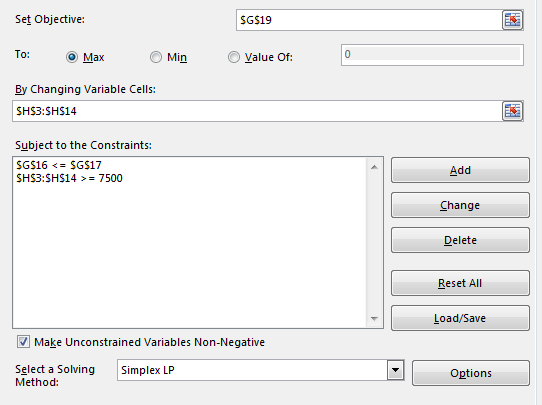 Set Objective: $G$19
To: Max Min Value Of: 0
By Changing Variable Cells:
$H$3:$H$14
Subject to the Constraints:
$G$16 <= $G$17
$H$3:$H$14 >= 7500
Add
Change
Delete
Reset All
Load/Save
Make Unconstrained Variables Non-Negative
Select a Solving Method: Simplex LP Options